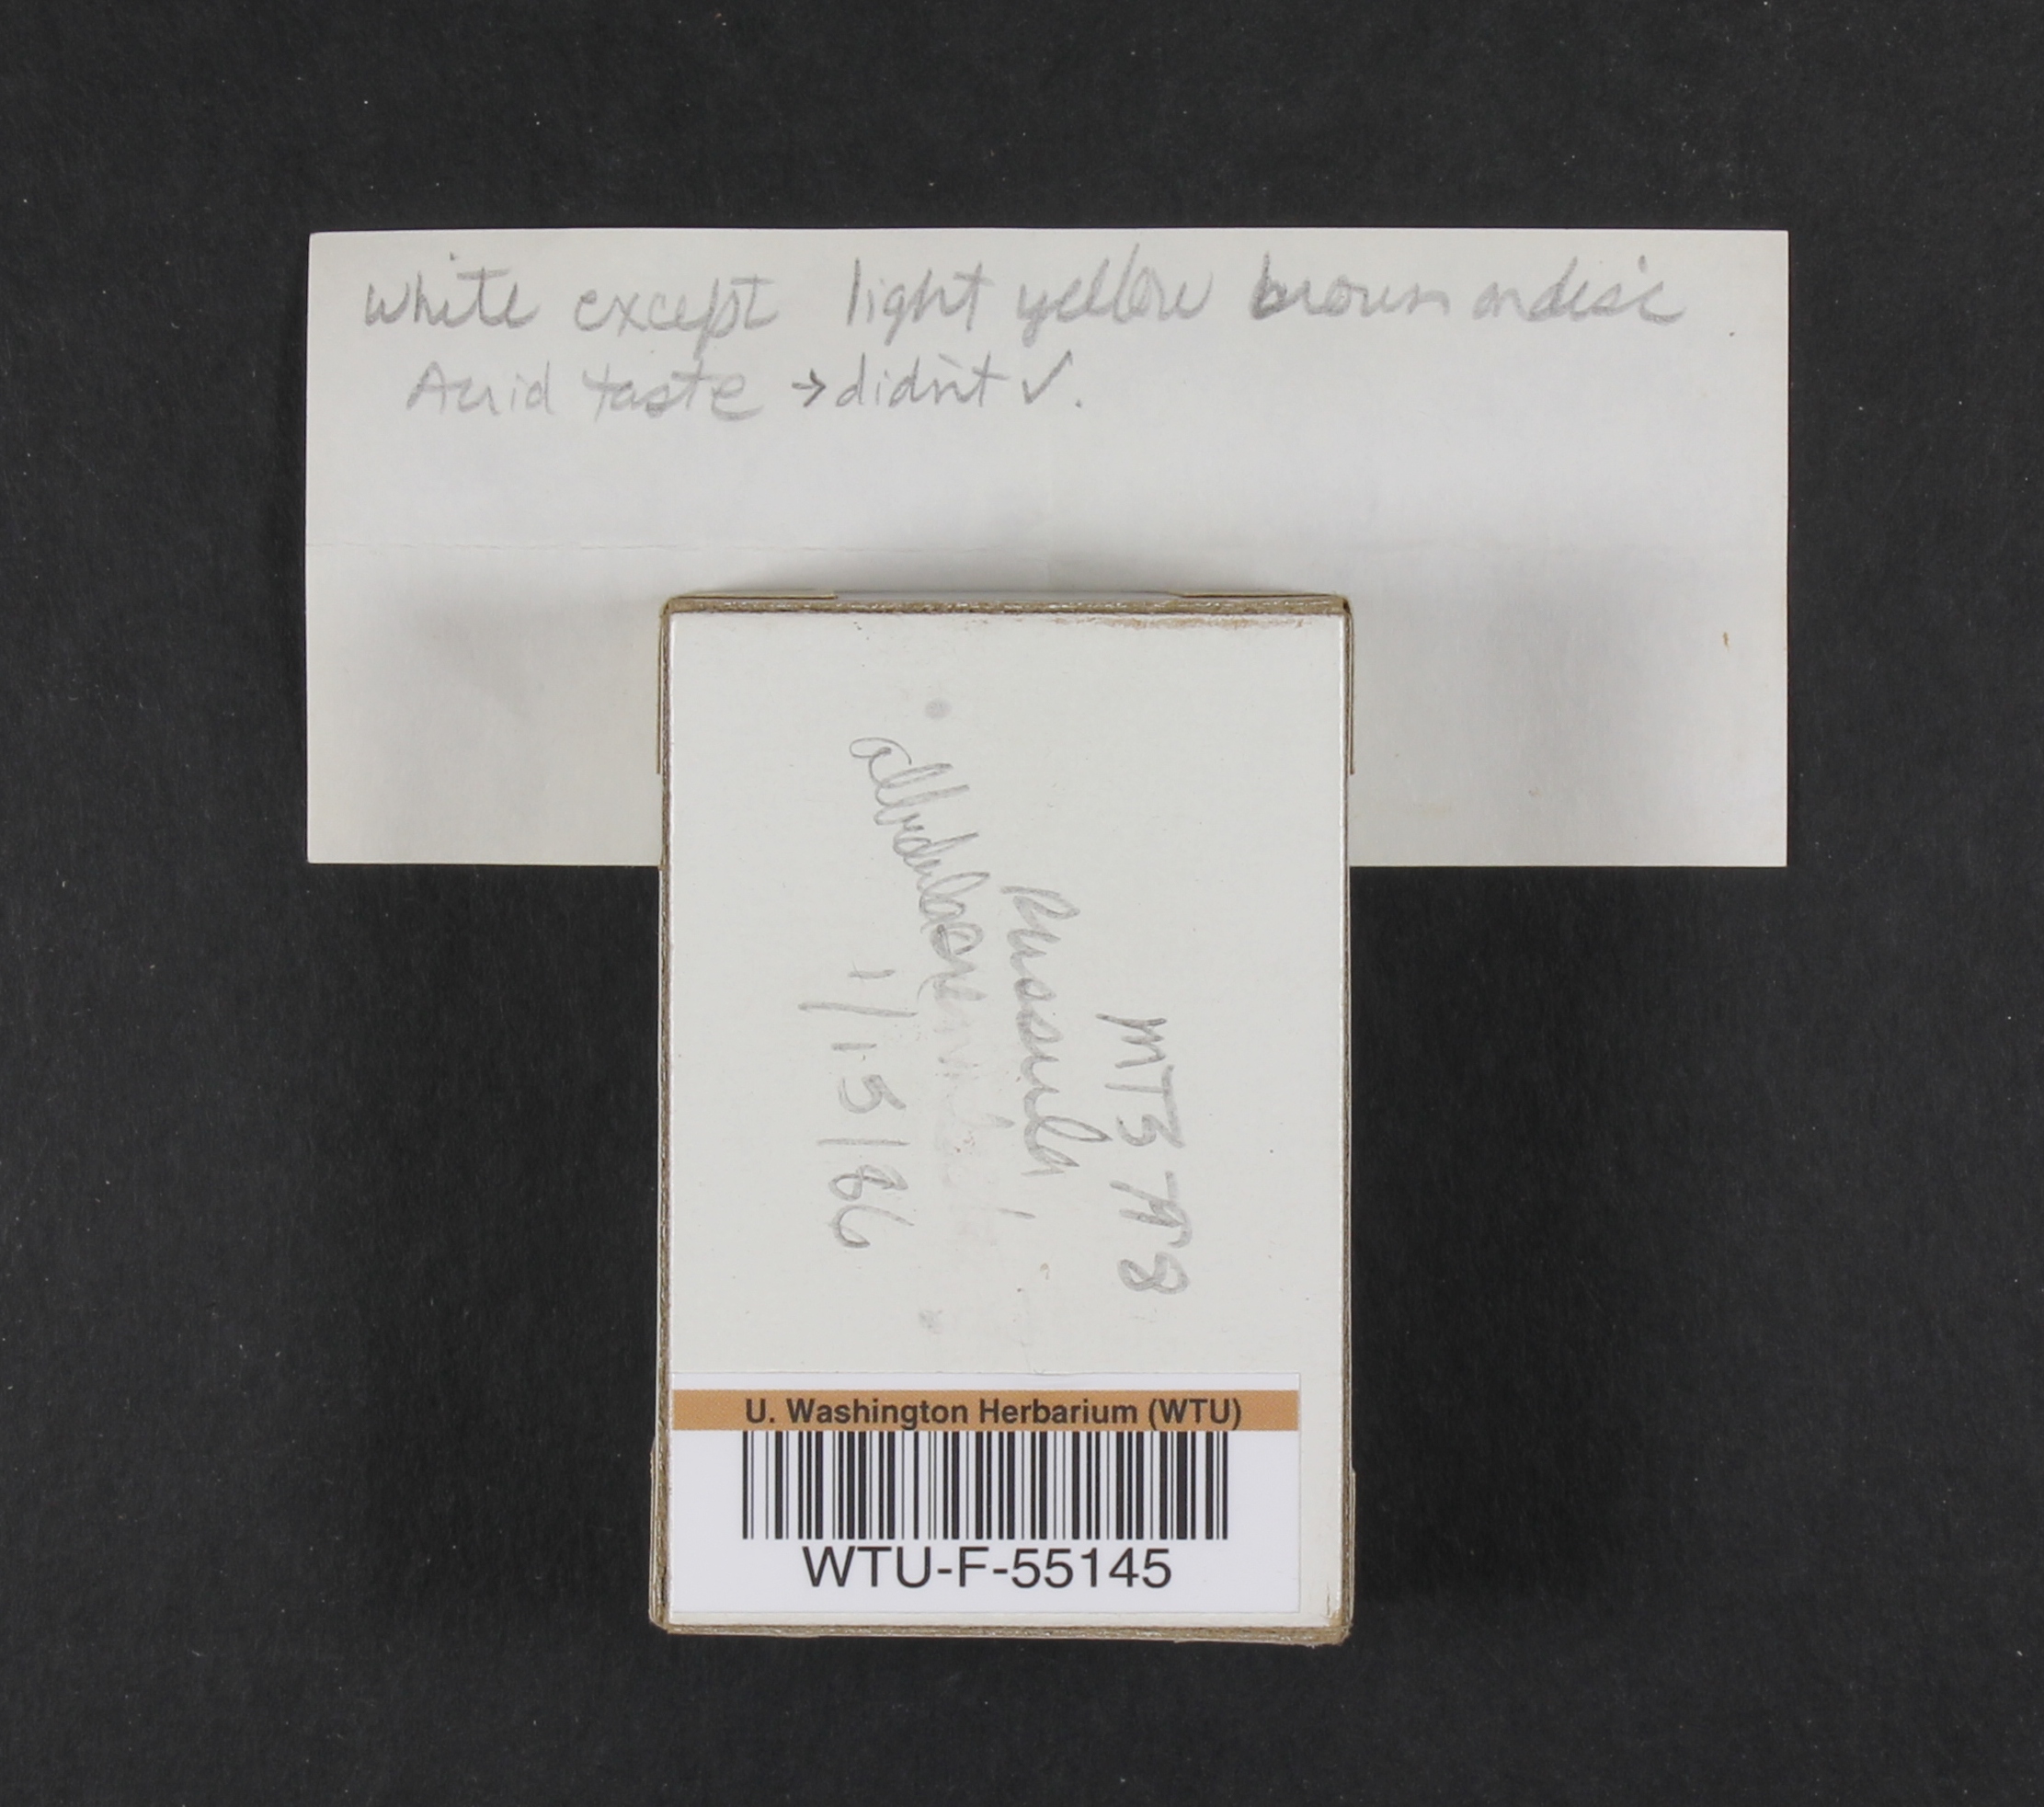 White except light yellow brown on disc
Acrid taste → didn't ✓.
MT3 7978
Russula
albidula
1/15/86
U. Washington Herbarium (WTU)
WTU-F-55145